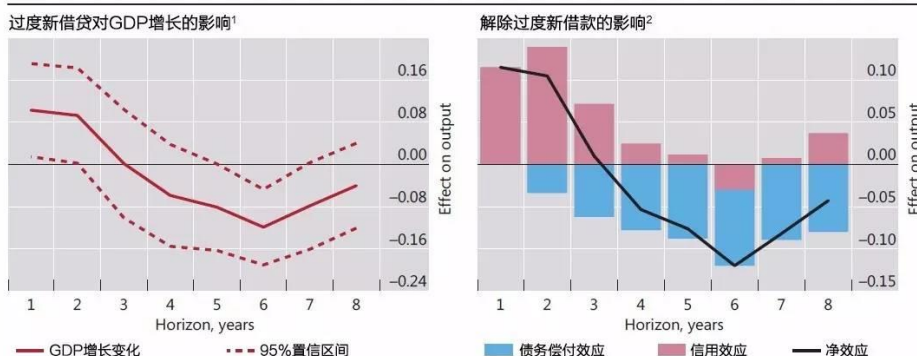 过度新借贷对GDP增长的影响¹
0.16
0.08
0.00
–0.08
–0.16
–0.24
Effect on output
1 2 3 4 5 6 7 8
Horizon, years
GDP增长变化 95%置信区间
解除过度新借款的影响²
0.10
0.05
0.00
–0.05
–0.10
–0.15
Effect on output
1 2 3 4 5 6 7 8
Horizon, years
债务偿付效应 信用效应 净效应